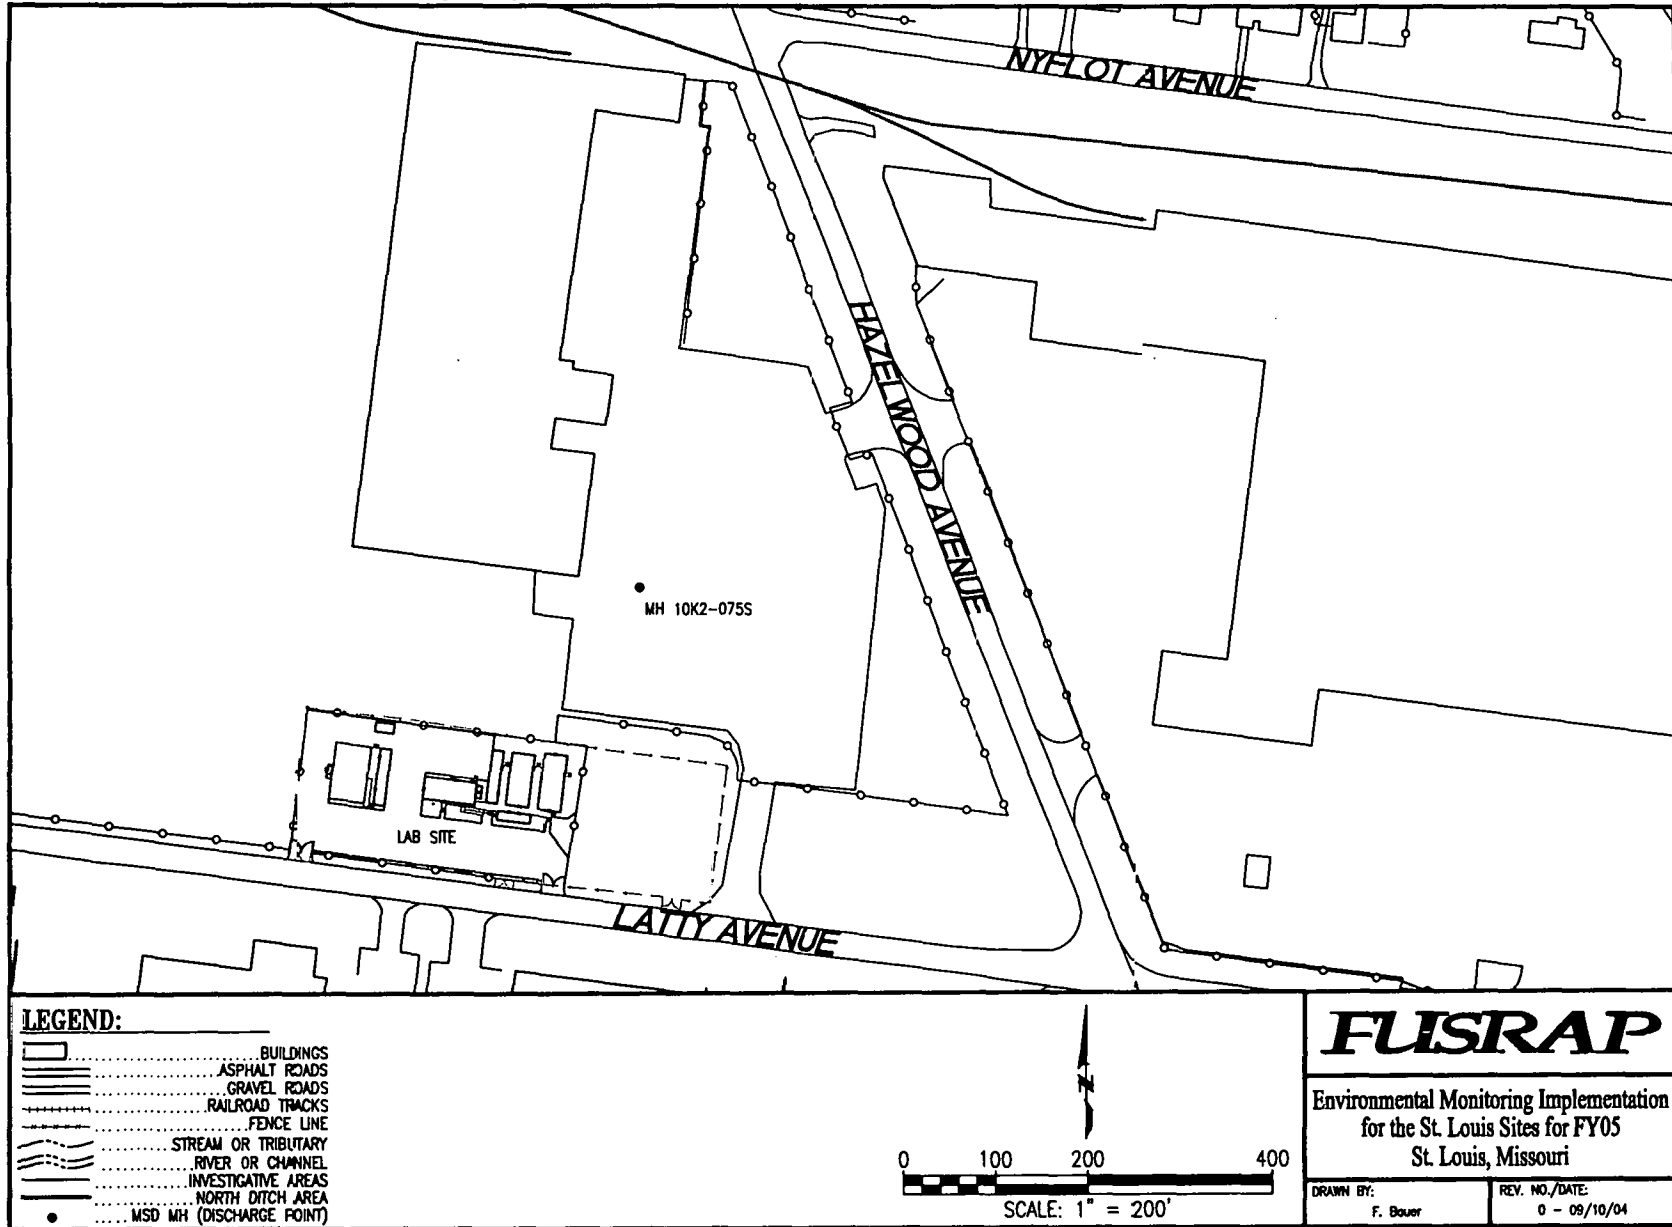 NYFLOT AVENUE
HAZELWOOD AVENUE
MH 10K2-075S
LAB SITE
LATTY AVENUE
LEGEND:
BUILDINGS
ASPHALT ROADS
GRAVEL ROADS
RAILROAD TRACKS
FENCE LINE
STREAM OR TRIBUTARY
RIVER OR CHANNEL
INVESTIGATIVE AREAS
NORTH DITCH AREA
MSD MH (DISCHARGE POINT)
N
0 100 200 400
SCALE: 1" = 200'
FUSRAP
Environmental Monitoring Implementation
for the St. Louis Sites for FY05
St. Louis, Missouri
DRAWN BY:
F. Bauer
REV. NO./DATE:
0 - 09/10/04